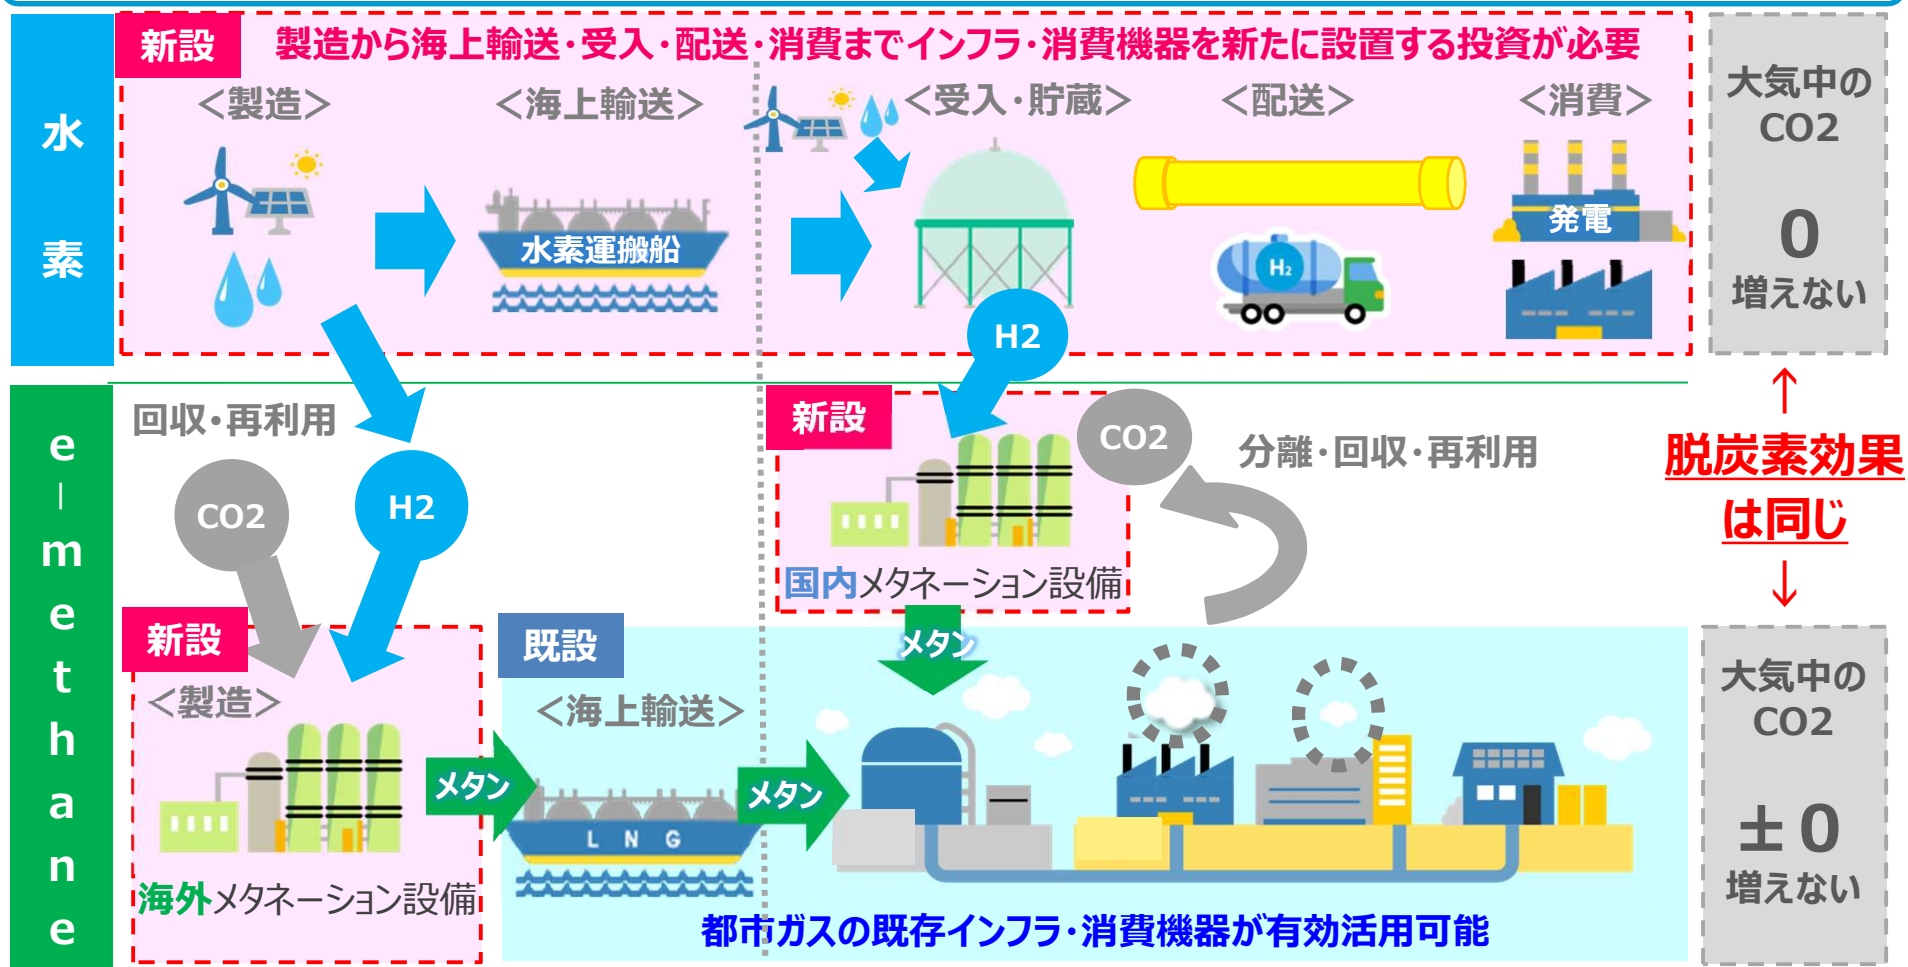 新設
製造から海上輸送・受入・配送・消費までインフラ・消費機器を新たに設置する投資が必要
水素
＜製造＞
＜海上輸送＞
＜受入・貯蔵＞
＜配送＞
＜消費＞
水素運搬船
H₂
発電
H2
大気中の
CO2
0
増えない
↑
脱炭素効果
は同じ
↓
e-methane
回収・再利用
CO2
H2
新設
＜製造＞
海外メタネーション設備
新設
国内メタネーション設備
CO2
分離・回収・再利用
メタン
既設
＜海上輸送＞
メタン
LNG
メタン
都市ガスの既存インフラ・消費機器が有効活用可能
大気中の
CO2
±0
増えない